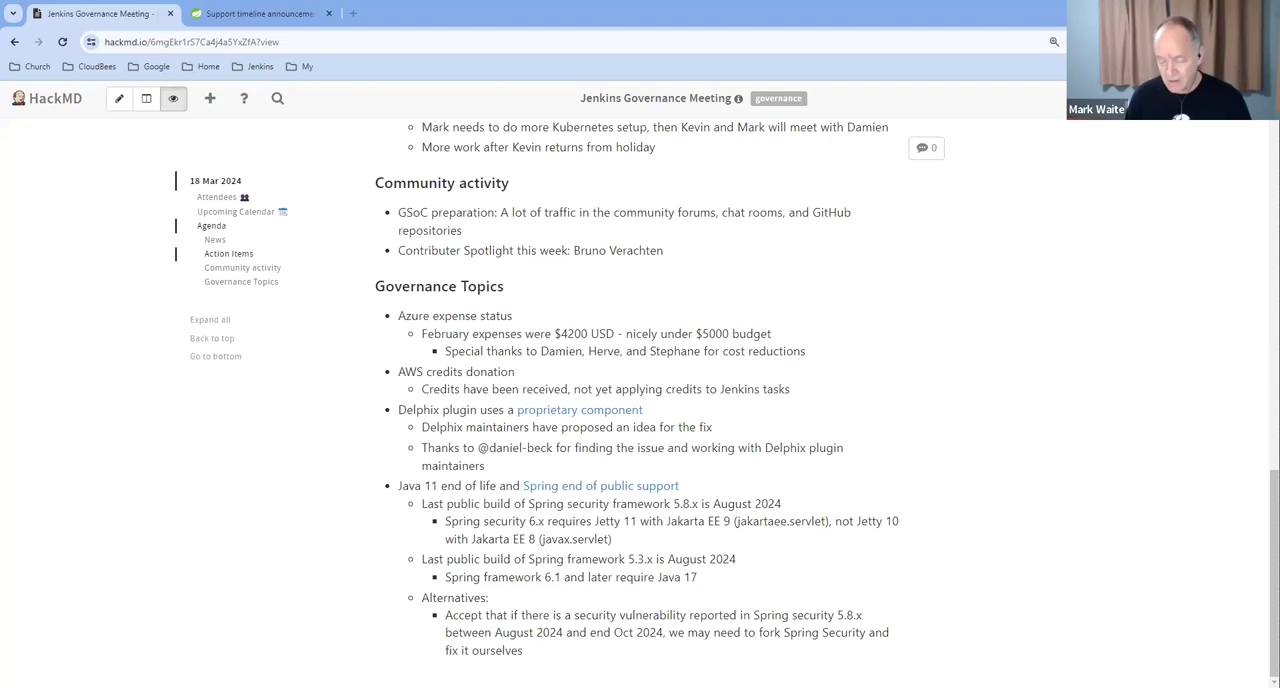 Jenkins Governance Meeting -
Support timeline announceme
hackmd.io/6mgEkr1rS7Ca4j4a5YxZfA?view
Church
CloudBees
Google
Home
Jenkins
My
HackMD
Jenkins Governance Meeting
governance
Mark Waite
0
18 Mar 2024
Attendees
Upcoming Calendar
Agenda
News
Action Items
Community activity
Governance Topics
Expand all
Back to top
Go to bottom
Mark needs to do more Kubernetes setup, then Kevin and Mark will meet with Damien
More work after Kevin returns from holiday
Community activity
GSoC preparation: A lot of traffic in the community forums, chat rooms, and GitHub
repositories
Contributer Spotlight this week: Bruno Verachten
Governance Topics
Azure expense status
February expenses were $4200 USD - nicely under $5000 budget
Special thanks to Damien, Herve, and Stephane for cost reductions
AWS credits donation
Credits have been received, not yet applying credits to Jenkins tasks
Delphix plugin uses a proprietary component
Delphix maintainers have proposed an idea for the fix
Thanks to @daniel-beck for finding the issue and working with Delphix plugin
maintainers
Java 11 end of life and Spring end of public support
Last public build of Spring security framework 5.8.x is August 2024
Spring security 6.x requires Jetty 11 with Jakarta EE 9 (jakartaee.servlet), not Jetty 10
with Jakarta EE 8 (javax.servlet)
Last public build of Spring framework 5.3.x is August 2024
Spring framework 6.1 and later require Java 17
Alternatives:
Accept that if there is a security vulnerability reported in Spring security 5.8.x
between August 2024 and end Oct 2024, we may need to fork Spring Security and
fix it ourselves